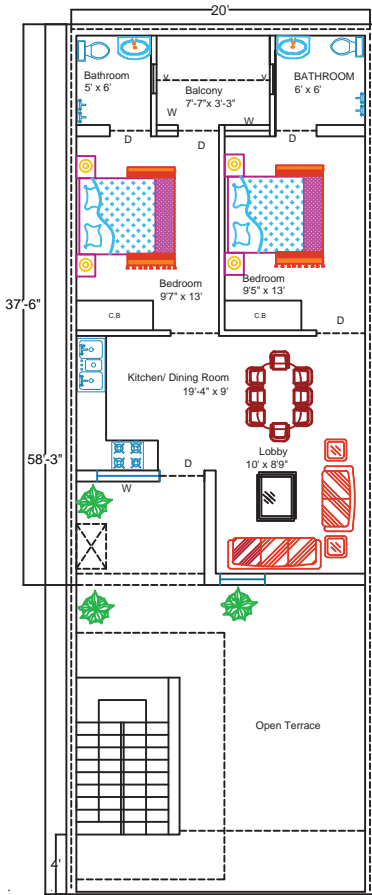 20'
Bathroom
5' x 6'
Balcony
7'-7"x 3'-3"
BATHROOM
6' x 6'
V
V
W
W
D
D
D
Bedroom
9'7" x 13'
Bedroom
9'5" x 13'
37'-6"
C.B
C.B
D
Kitchen/ Dining Room
19'-4" x 9'
Lobby
10' x 8'9"
58'-3"
D
W
Open Terrace
4'